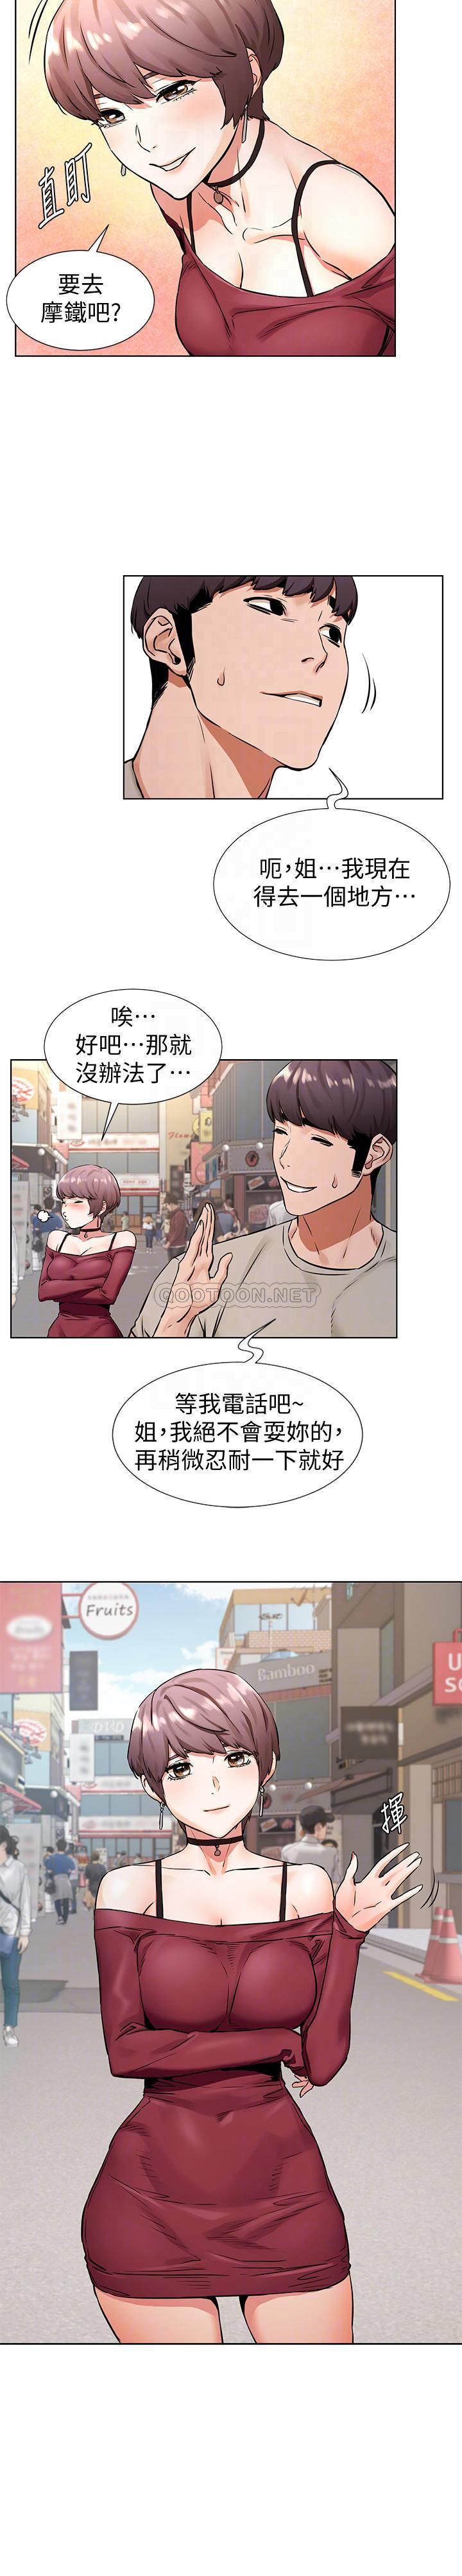 直盯
要去
摩鐵吧?
呃,姐⋯我現在
得去一個地方⋯
唉⋯
好吧⋯那就
沒辦法了⋯
GOOTOON.NET
等我電話吧~
姐,我絕不會耍妳的,
再稍微忍耐一下就好
Fruits
Bamboo
DVD
揮